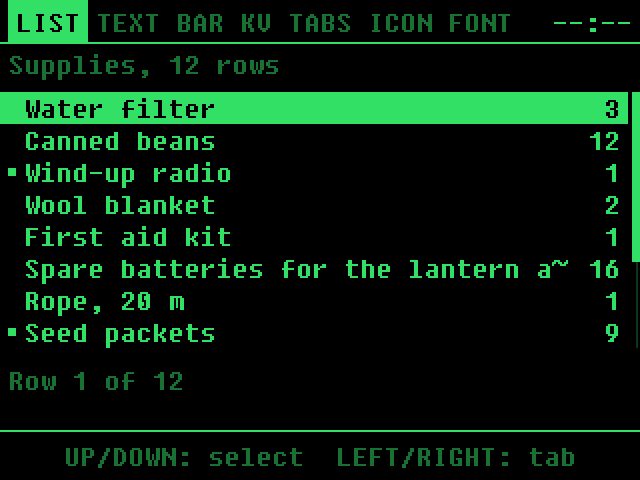 LIST TEXT BAR KV TABS ICON FONT --:--
Supplies, 12 rows
Water filter 3
Canned beans 12
Wind-up radio 1
Wool blanket 2
First aid kit 1
Spare batteries for the lantern a~ 16
Rope, 20 m 1
Seed packets 9
Row 1 of 12
UP/DOWN: select LEFT/RIGHT: tab